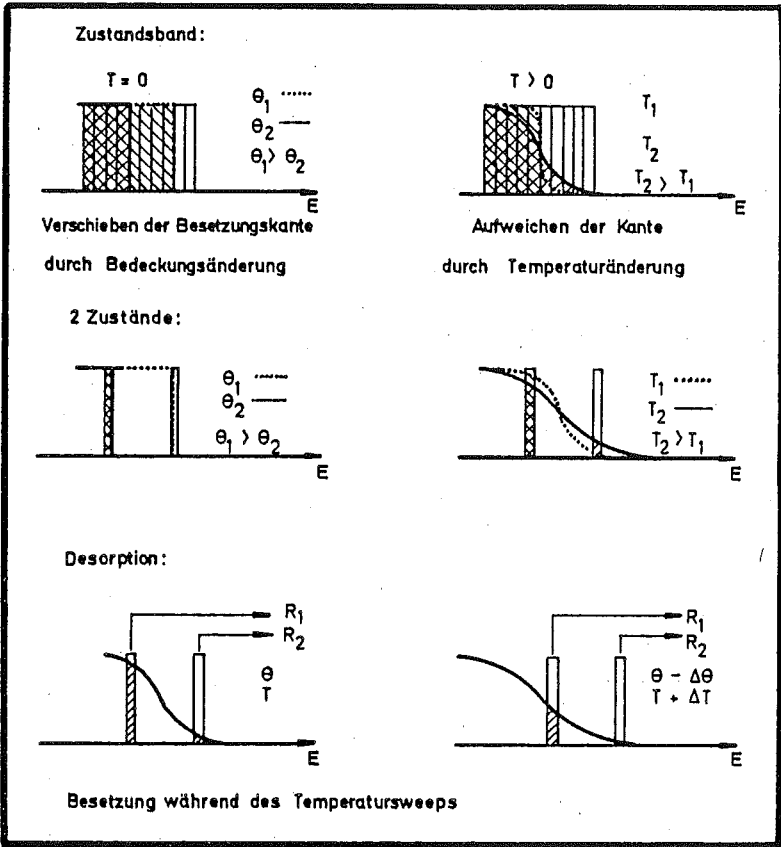 Zustandsband:
T = 0
θ₁ ......
θ₂ ——
θ₁ > θ₂
E
Verschieben der Besetzungskante
durch Bedeckungsänderung
T > 0
T₁
T₂
T₂ > T₁
E
Aufweichen der Kante
durch Temperaturänderung
2 Zustände:
θ₁ ......
θ₂ ——
θ₁ > θ₂
E
T₁ ......
T₂ ——
T₂ > T₁
E
Desorption:
R₁
R₂
θ
T
E
R₁
R₂
θ - Δθ
T + ΔT
E
Besetzung während des Temperatursweeps